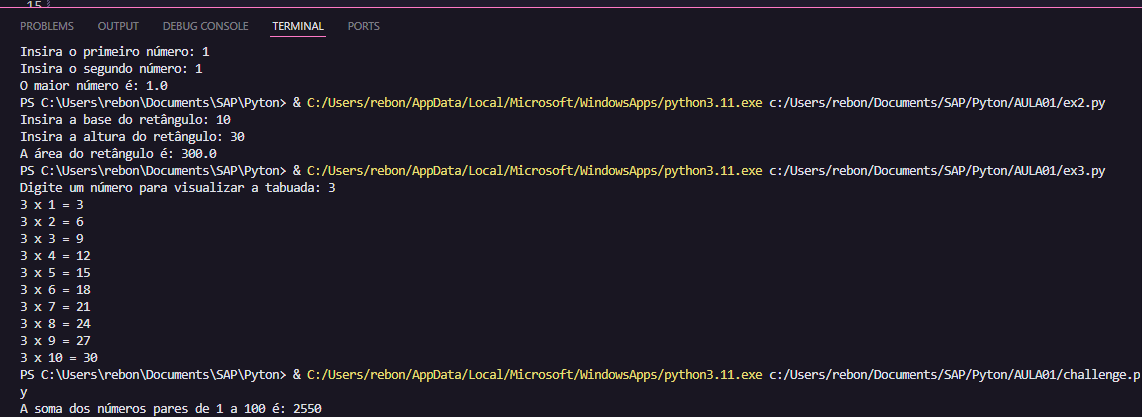 15
PROBLEMS OUTPUT DEBUG CONSOLE TERMINAL PORTS
Insira o primeiro número: 1
Insira o segundo número: 1
O maior número é: 1.0
PS C:\Users\rebon\Documents\SAP\Pyton> & C:/Users/rebon/AppData/Local/Microsoft/WindowsApps/python3.11.exe c:/Users/rebon/Documents/SAP/Pyton/AULA01/ex2.py
Insira a base do retângulo: 10
Insira a altura do retângulo: 30
A área do retângulo é: 300.0
PS C:\Users\rebon\Documents\SAP\Pyton> & C:/Users/rebon/AppData/Local/Microsoft/WindowsApps/python3.11.exe c:/Users/rebon/Documents/SAP/Pyton/AULA01/ex3.py
Digite um número para visualizar a tabuada: 3
3 x 1 = 3
3 x 2 = 6
3 x 3 = 9
3 x 4 = 12
3 x 5 = 15
3 x 6 = 18
3 x 7 = 21
3 x 8 = 24
3 x 9 = 27
3 x 10 = 30
PS C:\Users\rebon\Documents\SAP\Pyton> & C:/Users/rebon/AppData/Local/Microsoft/WindowsApps/python3.11.exe c:/Users/rebon/Documents/SAP/Pyton/AULA01/challenge.p
y
A soma dos números pares de 1 a 100 é: 2550